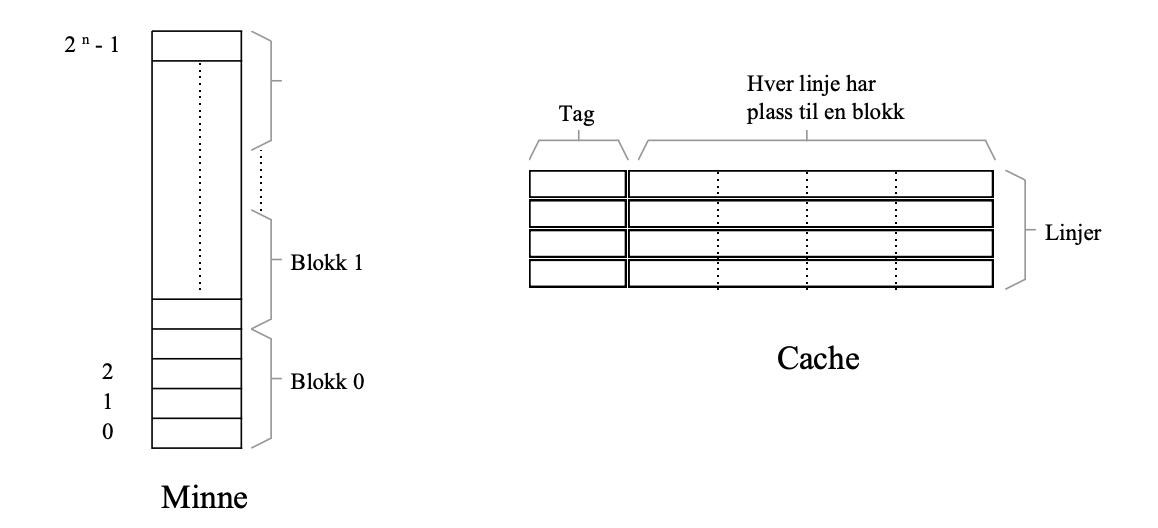 2 ⁿ - 1
Blokk 1
Blokk 0
2
1
0
Minne
Tag
Hver linje har
plass til en blokk
Linjer
Cache